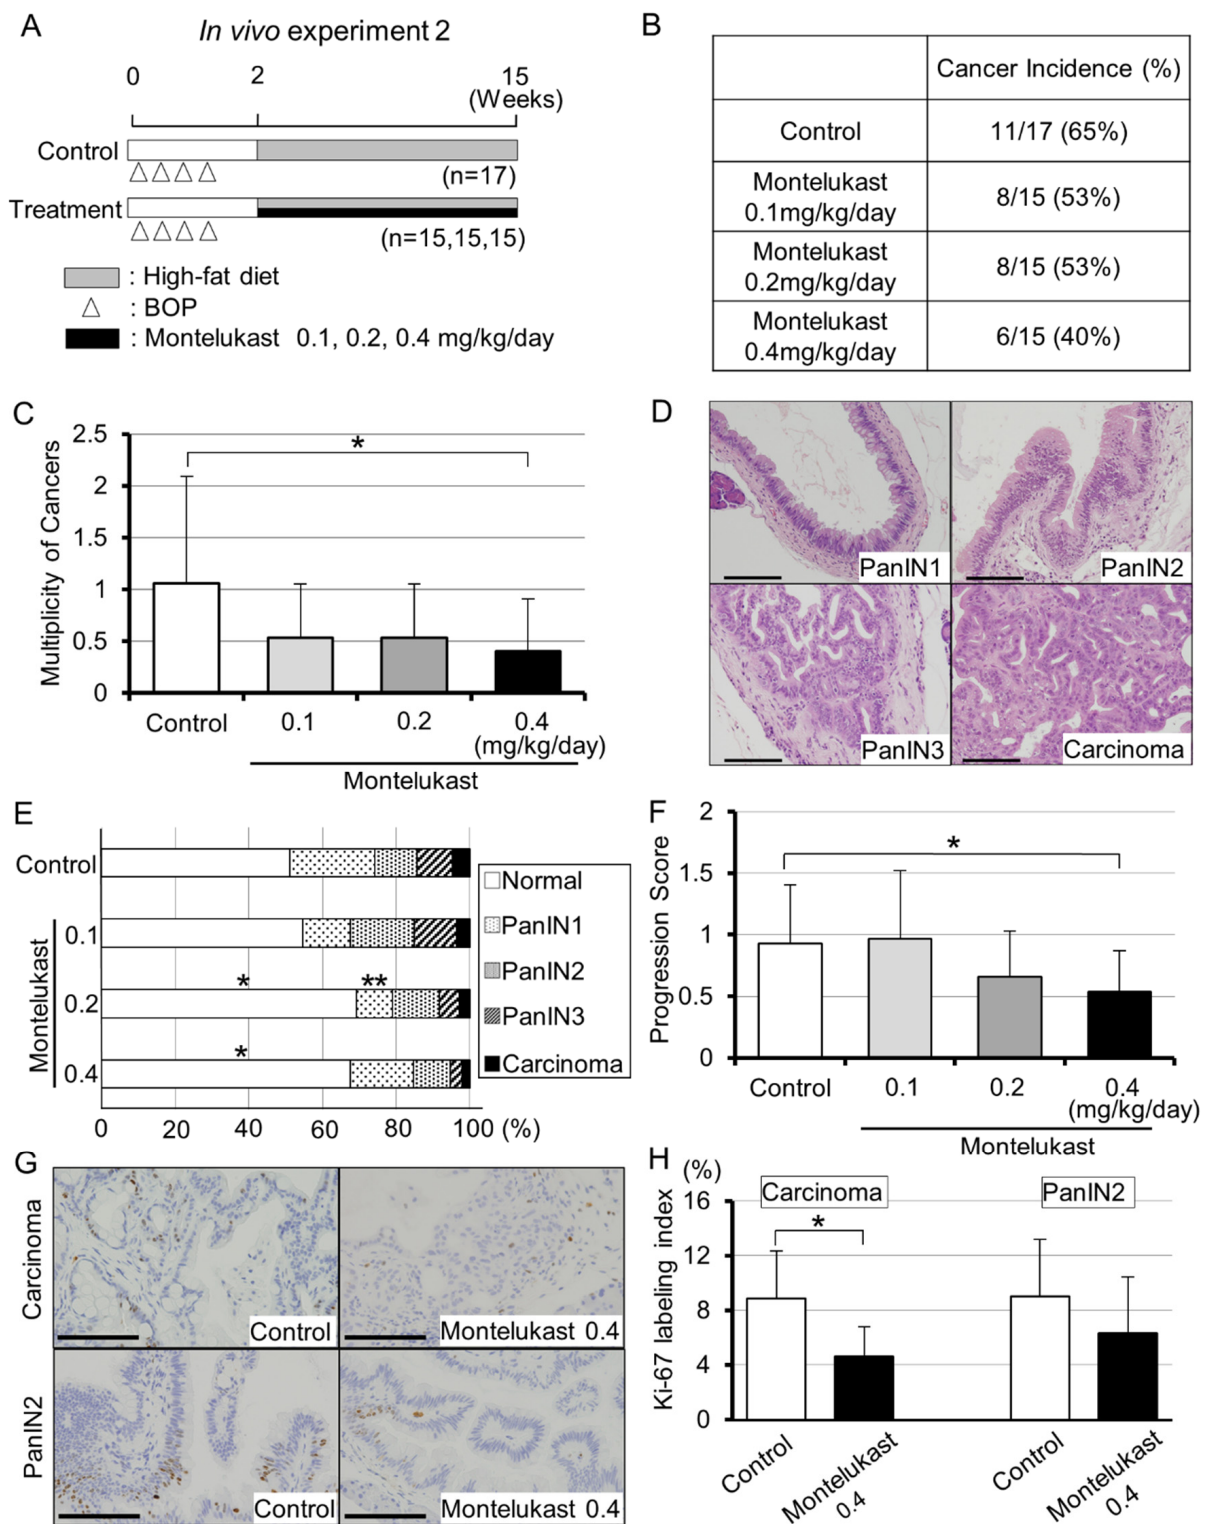 A
In vivo experiment 2
0 2 15
(Weeks)
Control
(n=17)
Treatment
(n=15,15,15)
: High-fat diet
: BOP
: Montelukast 0.1, 0.2, 0.4 mg/kg/day
B
Cancer Incidence (%)
Control 11/17 (65%)
Montelukast
0.1mg/kg/day 8/15 (53%)
Montelukast
0.2mg/kg/day 8/15 (53%)
Montelukast
0.4mg/kg/day 6/15 (40%)
C
Multiplicity of Cancers
2.5
2
1.5
1
0.5
0
*
Control 0.1 0.2 0.4
(mg/kg/day)
Montelukast
D
PanIN1
PanIN2
PanIN3
Carcinoma
E
Control
Montelukast
0.1
* **
0.2
*
0.4
0 20 40 60 80 100 (%)
Normal
PanIN1
PanIN2
PanIN3
Carcinoma
F
Progression Score
2
1.5
1
0.5
0
*
Control 0.1 0.2 0.4
(mg/kg/day)
Montelukast
G
Carcinoma
Control
Montelukast 0.4
PanIN2
Control
Montelukast 0.4
H
(%)
Ki-67 labeling index
16
12
8
4
0
Carcinoma
PanIN2
*
Control
Montelukast
0.4
Control
Montelukast
0.4